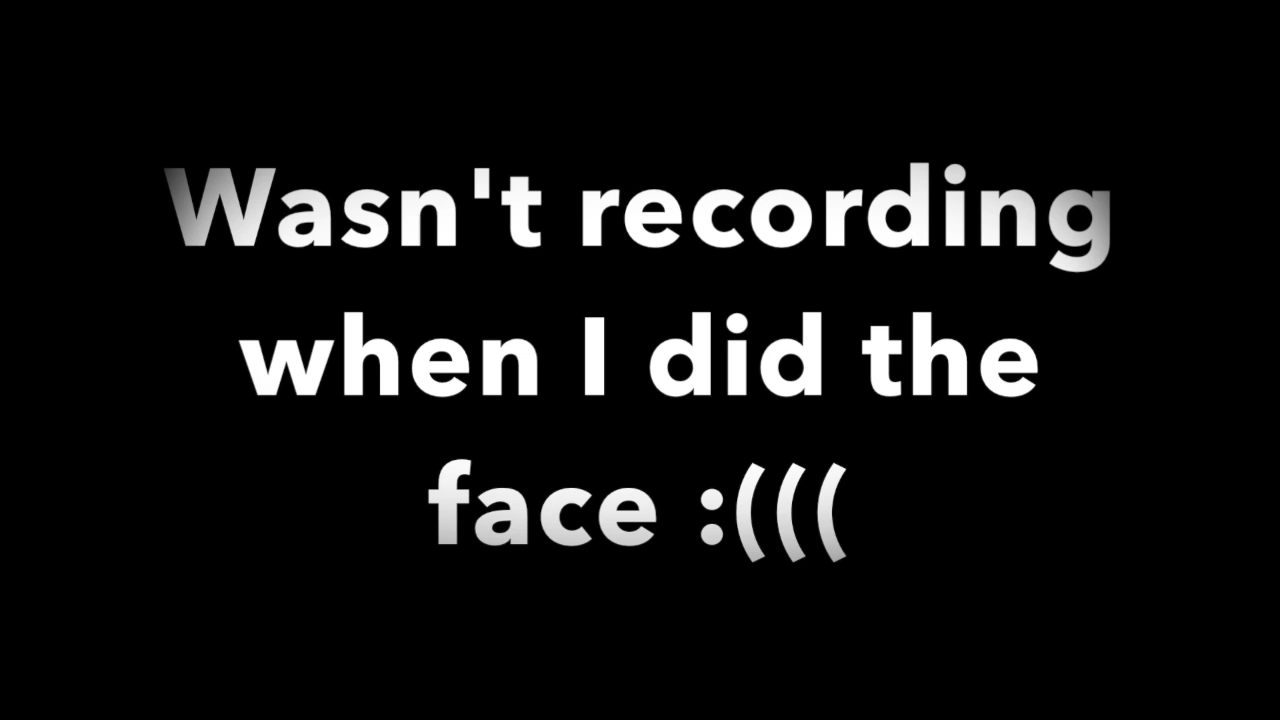 Wasn't recording
when I did the
face :(((